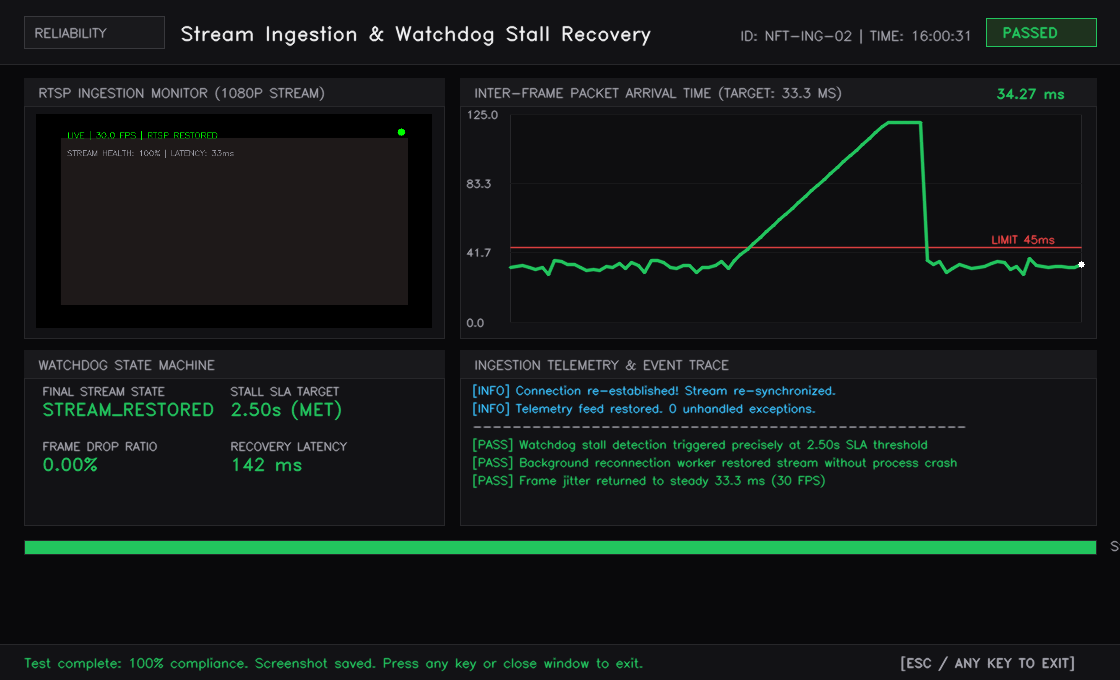 RELIABILITY
Stream Ingestion & Watchdog Stall Recovery
ID: NFT-ING-02 | TIME: 16:00:31
PASSED
RTSP INGESTION MONITOR (1080P STREAM)
LIVE | 30.0 FPS | RTSP RESTORED
STREAM HEALTH: 100% | LATENCY: 33ms
INTER-FRAME PACKET ARRIVAL TIME (TARGET: 33.3 MS)
34.27 ms
125.0
83.3
LIMIT 45ms
41.7
0.0
WATCHDOG STATE MACHINE
FINAL STREAM STATE
STREAM_RESTORED
STALL SLA TARGET
2.50s (MET)
FRAME DROP RATIO
0.00%
RECOVERY LATENCY
142 ms
INGESTION TELEMETRY & EVENT TRACE
[INFO] Connection re-established! Stream re-synchronized.
[INFO] Telemetry feed restored. 0 unhandled exceptions.
--------------------------------------------------
[PASS] Watchdog stall detection triggered precisely at 2.50s SLA threshold
[PASS] Background reconnection worker restored stream without process crash
[PASS] Frame jitter returned to steady 33.3 ms (30 FPS)
S
Test complete: 100% compliance. Screenshot saved. Press any key or close window to exit.
[ESC / ANY KEY TO EXIT]